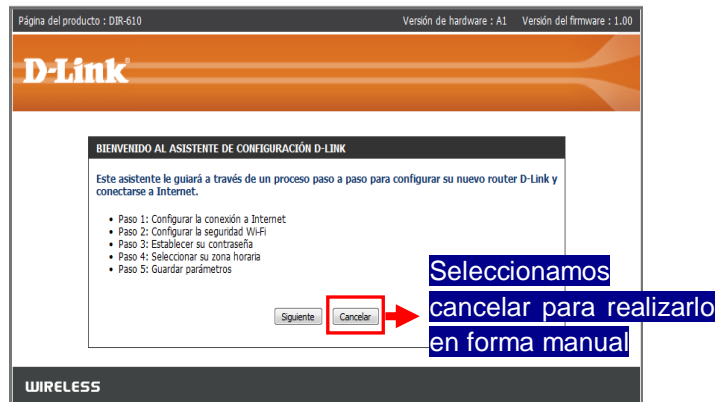 Página del producto : DIR-610 Versión de hardware : A1 Versión del firmware : 1.00
D-Link
BIENVENIDO AL ASISTENTE DE CONFIGURACIÓN D-LINK
Este asistente le guiará a través de un proceso paso a paso para configurar su nuevo router D-Link y
conectarse a Internet.
• Paso 1: Configurar la conexión a Internet
• Paso 2: Configurar la seguridad Wi-Fi
• Paso 3: Establecer su contraseña
• Paso 4: Seleccionar su zona horaria
• Paso 5: Guardar parámetros
Siguiente Cancelar
Seleccionamos
cancelar para realizarlo
en forma manual
WIRELESS